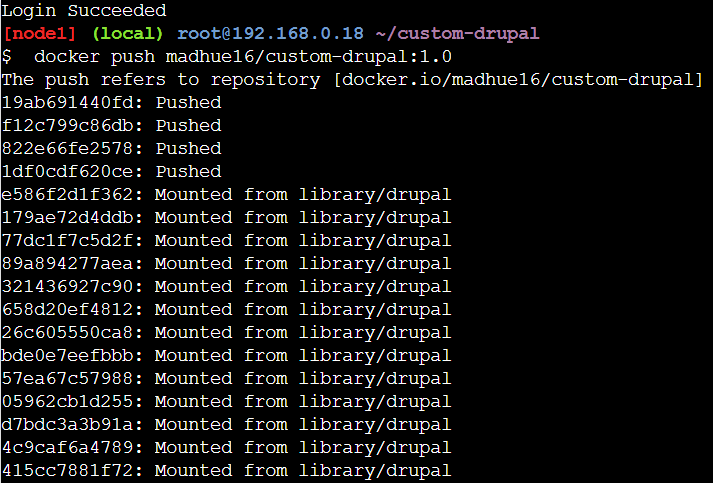 Login Succeeded
[node1] (local) root@192.168.0.18 ~/custom-drupal
$ docker push madhue16/custom-drupal:1.0
The push refers to repository [docker.io/madhue16/custom-drupal]
19ab691440fd: Pushed
f12c799c86db: Pushed
822e66fe2578: Pushed
1df0cdf620ce: Pushed
e586f2d1f362: Mounted from library/drupal
179ae72d4ddb: Mounted from library/drupal
77dc1f7c5d2f: Mounted from library/drupal
89a894277aea: Mounted from library/drupal
321436927c90: Mounted from library/drupal
658d20ef4812: Mounted from library/drupal
26c605550ca8: Mounted from library/drupal
bde0e7eefbbb: Mounted from library/drupal
57ea67c57988: Mounted from library/drupal
05962cb1d255: Mounted from library/drupal
d7bdc3a3b91a: Mounted from library/drupal
4c9caf6a4789: Mounted from library/drupal
415cc7881f72: Mounted from library/drupal